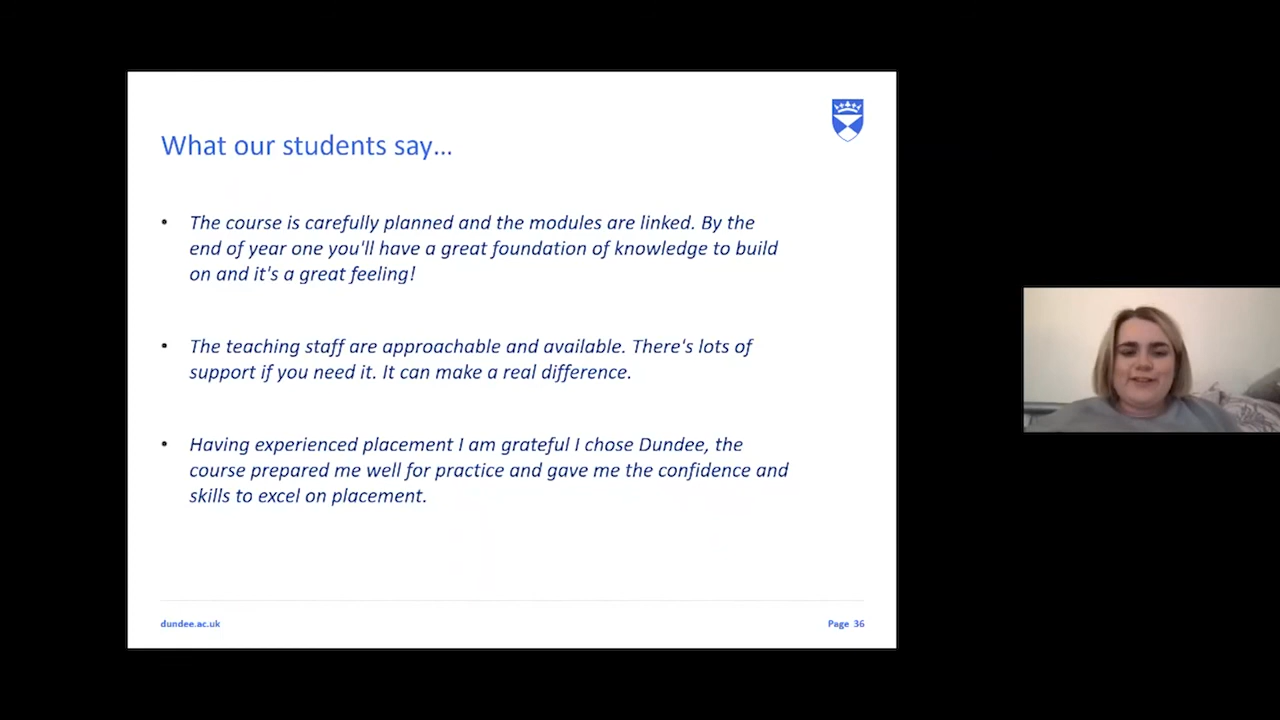 What our students say...
• The course is carefully planned and the modules are linked. By the
end of year one you'll have a great foundation of knowledge to build
on and it's a great feeling!
• The teaching staff are approachable and available. There's lots of
support if you need it. It can make a real difference.
• Having experienced placement I am grateful I chose Dundee, the
course prepared me well for practice and gave me the confidence and
skills to excel on placement.
dundee.ac.uk
Page 36